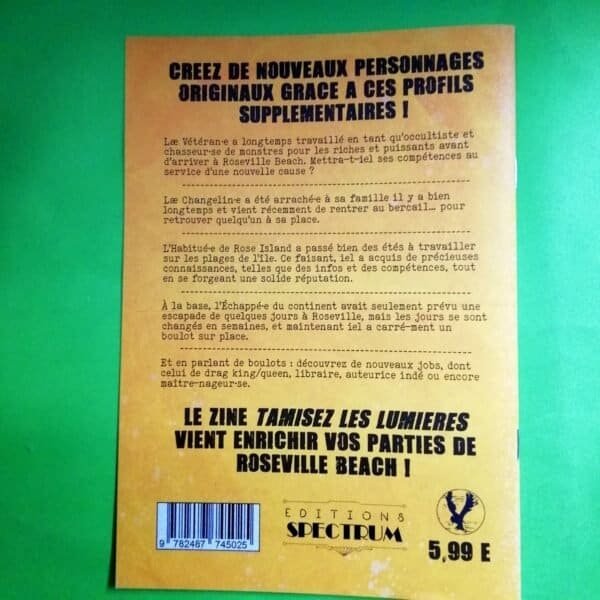 CREEZ DE NOUVEAUX PERSONNAGES
ORIGINAUX GRACE A CES PROFILS
SUPPLEMENTAIRES !
Læ Vétéran·e a longtemps travaillé en tant qu'occultiste et
chasseur·se de monstres pour les riches et puissants avant
d'arriver à Roseville Beach. Mettra-t-iel ses compétences au
service d'une nouvelle cause ?
Læ Changelin·e a été arraché·e à sa famille il y a bien
longtemps et vient récemment de rentrer au bercail... pour
retrouver quelqu'un à sa place.
L'Habitué·e de Rose Island a passé bien des étés à travailler
sur les plages de l'île. Ce faisant, iel a acquis de précieuses
connaissances, telles que des infos et des compétences, tout
en se forgeant une solide réputation.
À la base, l'Échappé·e du continent avait seulement prévu une
escapade de quelques jours à Roseville, mais les jours se sont
changés en semaines, et maintenant iel a carré-ment un
boulot sur place.
Et en parlant de boulots : découvrez de nouveaux jobs, dont
celui de drag king/queen, libraire, auteurice indé ou encore
maître-nageur·se.
LE ZINE TAMISEZ LES LUMIERES
VIENT ENRICHIR VOS PARTIES DE
ROSEVILLE BEACH !
9 782487 745025
EDITIONS
SPECTRUM
5,99 E